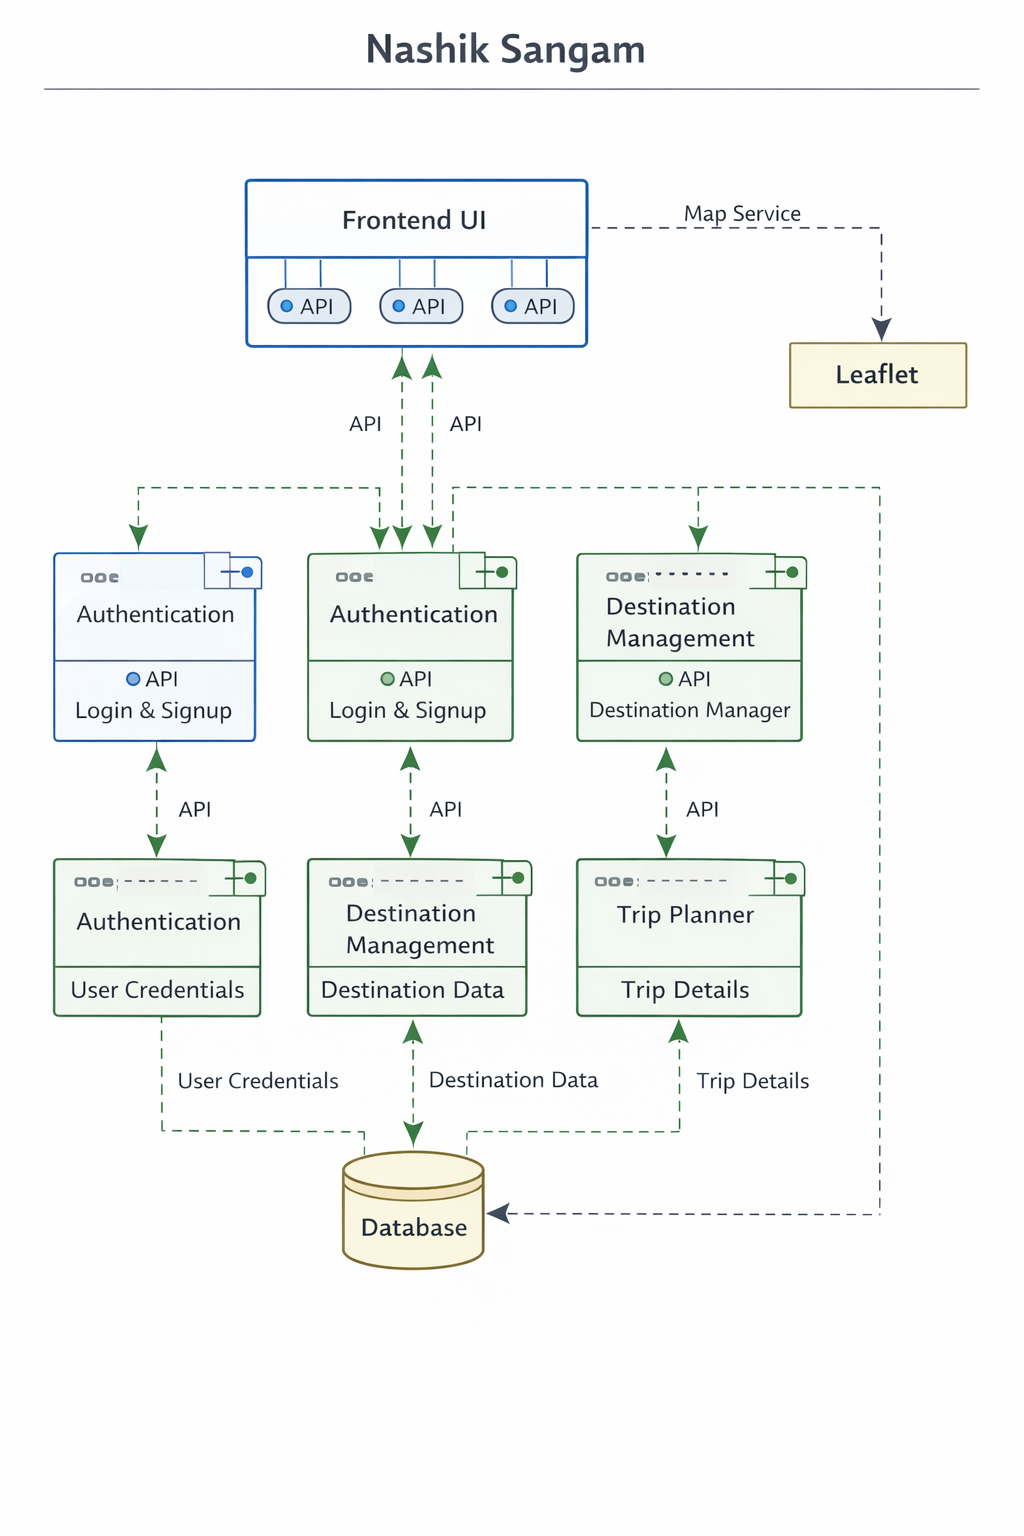 Nashik Sangam
Frontend UI
API API API
Map Service
Leaflet
API API
Authentication
API
Login & Signup
Authentication
API
Login & Signup
Destination
Management
API
Destination Manager
API API API
Authentication
User Credentials
Destination
Management
Destination Data
Trip Planner
Trip Details
User Credentials
Destination Data
Trip Details
Database